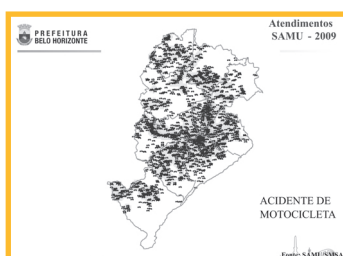 PREFEITURA
BELO HORIZONTE
Atendimentos
SAMU - 2009
ACIDENTE DE
MOTOCICLETA
Fonte: SAMU/SMSA